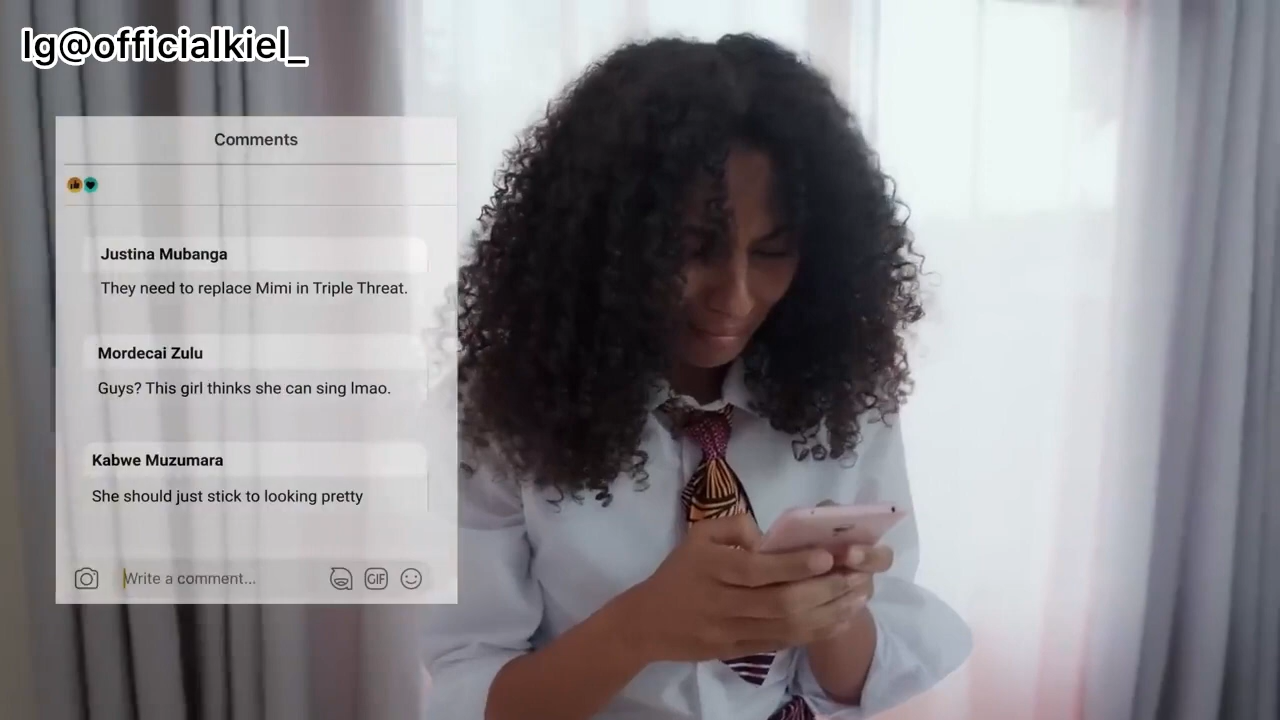 Ig@officialkiel_
Comments
Justina Mubanga
They need to replace Mimi in Triple Threat.
Mordecai Zulu
Guys? This girl thinks she can sing lmao.
Kabwe Muzumara
She should just stick to looking pretty
Write a comment...
GIF